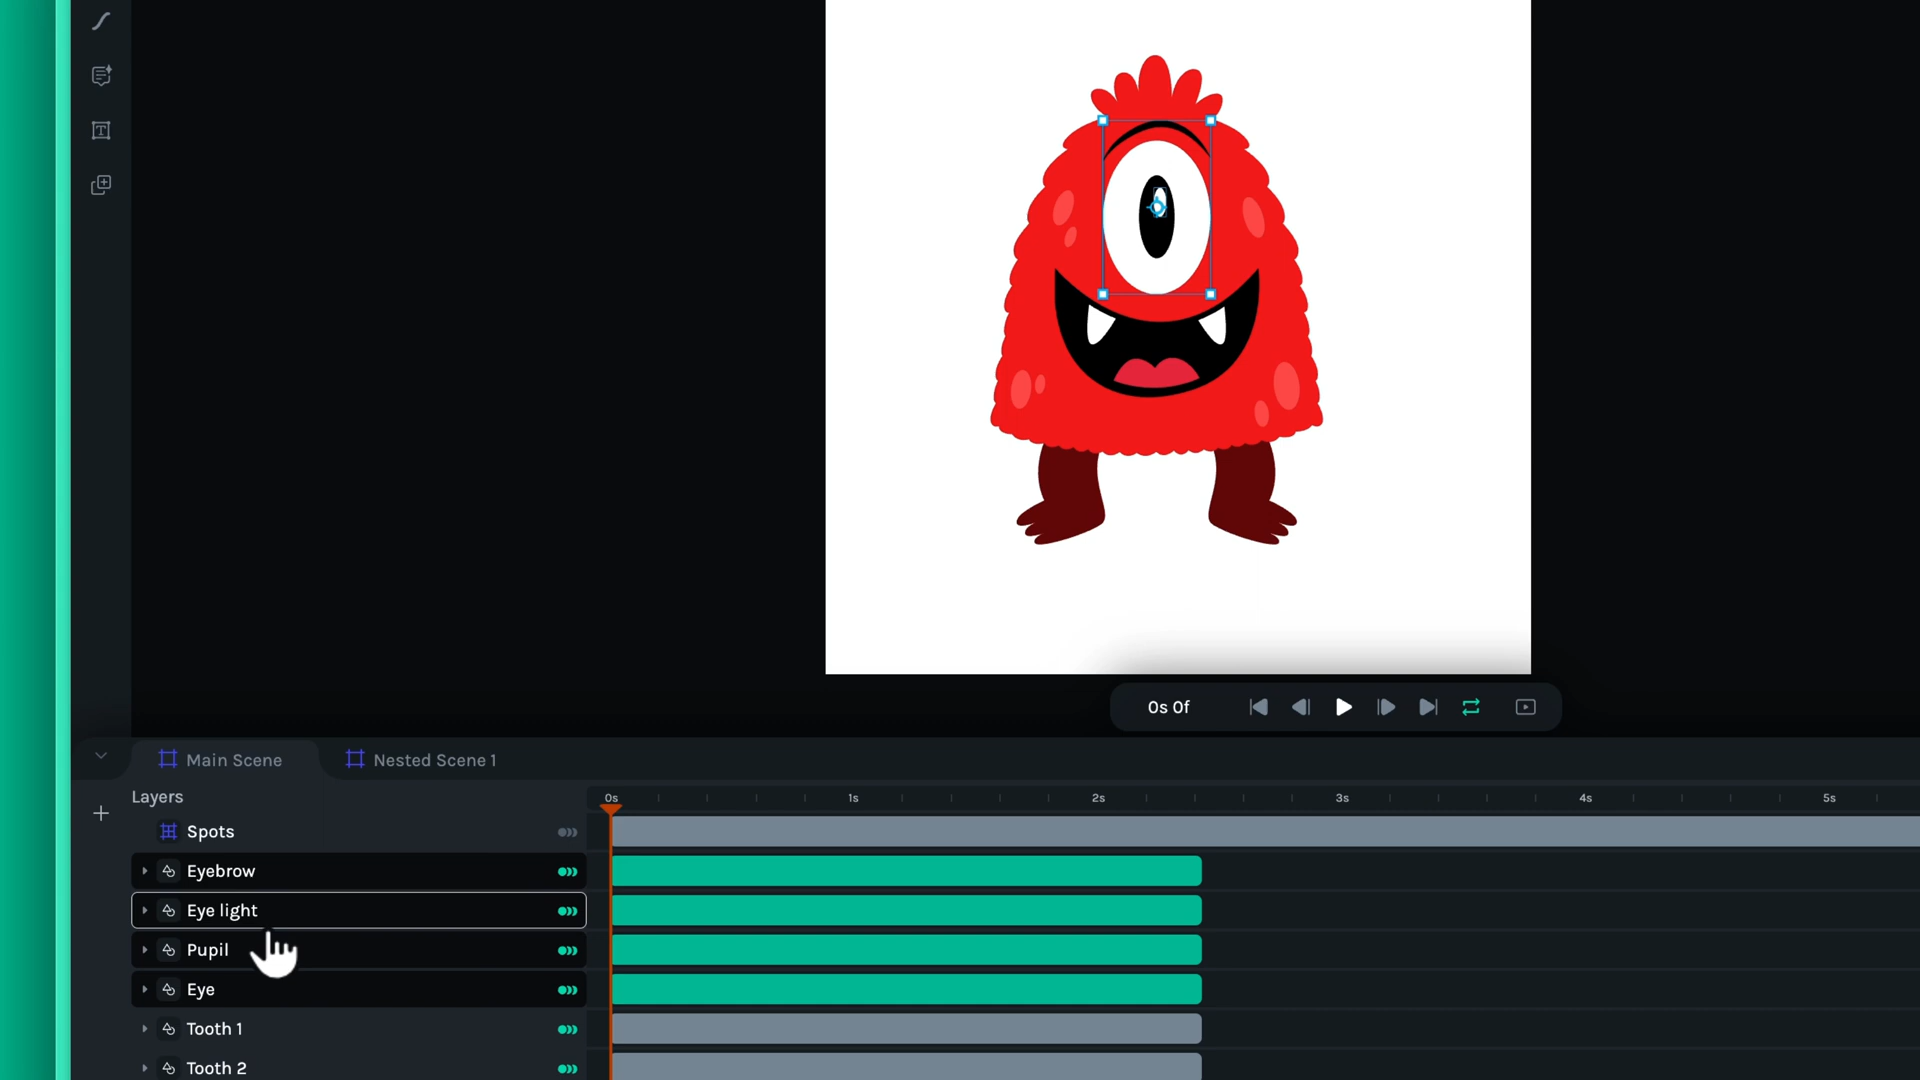 0s 0f
Main Scene
Nested Scene 1
Layers
0s
1s
2s
3s
4s
5s
Spots
Eyebrow
Eye light
Pupil
Eye
Tooth 1
Tooth 2